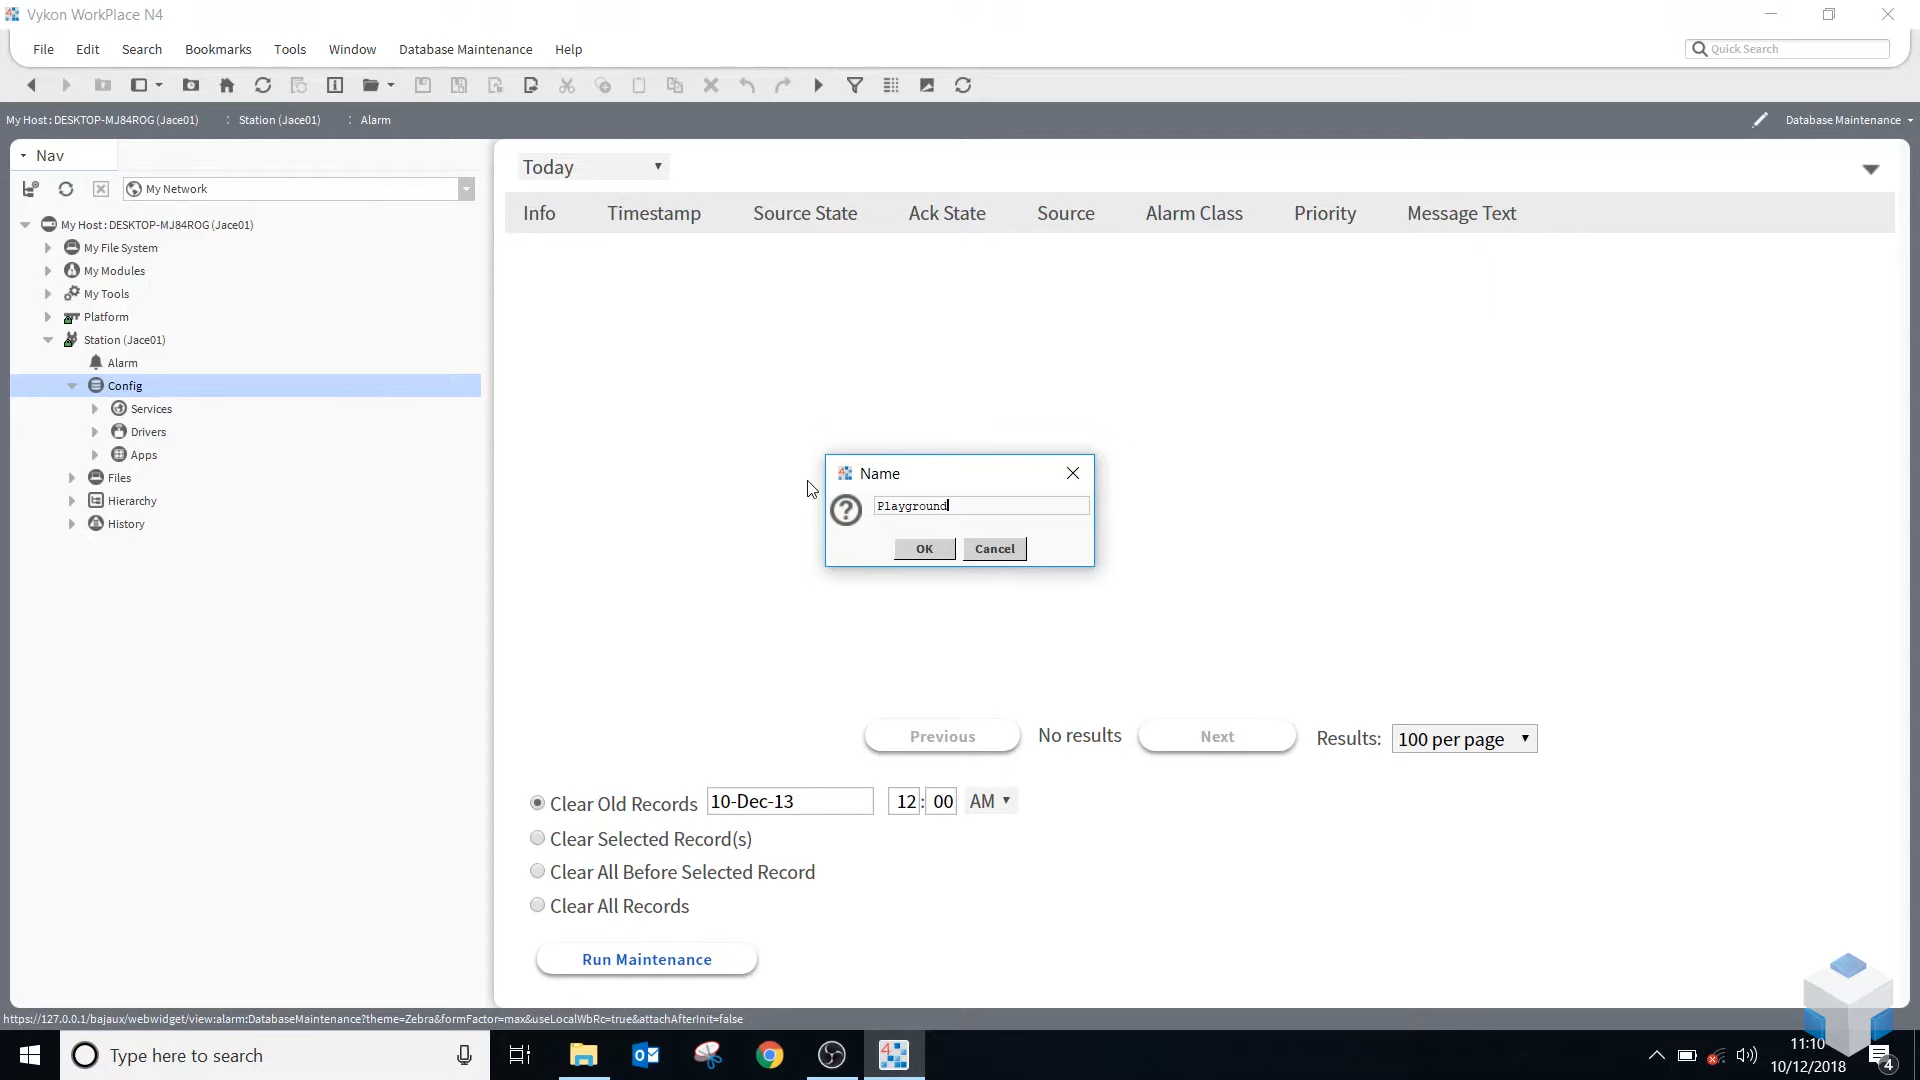 Vykon WorkPlace N4
File Edit Search Bookmarks Tools Window Database Maintenance Help
Quick Search
My Host : DESKTOP-MJ84ROG (Jace01) : Station (Jace01) : Alarm
Database Maintenance
Nav
My Network
My Host : DESKTOP-MJ84ROG (Jace01)
My File System
My Modules
My Tools
Platform
Station (Jace01)
Alarm
Config
Services
Drivers
Apps
Files
Hierarchy
History
Today
Info Timestamp Source State Ack State Source Alarm Class Priority Message Text
Name
Playground
OK Cancel
Previous No results Next Results: 100 per page
Clear Old Records 10-Dec-13 12 : 00 AM
Clear Selected Record(s)
Clear All Before Selected Record
Clear All Records
Run Maintenance
https://127.0.0.1/bajaux/webwidget/view:alarm:DatabaseMaintenance?theme=Zebra&formFactor=max&useLocalWbRc=true&attachAfterInit=false
Type here to search
11:10
10/12/2018
4